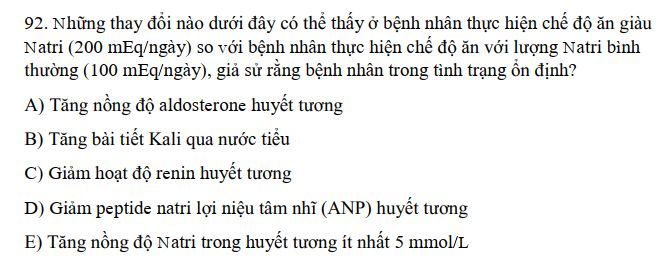 92. Những thay đổi nào dưới đây có thể thấy ở bệnh nhân thực hiện chế độ ăn giàu
Natri (200 mEq/ngày) so với bệnh nhân thực hiện chế độ ăn với lượng Natri bình
thường (100 mEq/ngày), giả sử rằng bệnh nhân trong tình trạng ổn định?
A) Tăng nồng độ aldosterone huyết tương
B) Tăng bài tiết Kali qua nước tiểu
C) Giảm hoạt độ renin huyết tương
D) Giảm peptide natri lợi niệu tâm nhĩ (ANP) huyết tương
E) Tăng nồng độ Natri trong huyết tương ít nhất 5 mmol/L